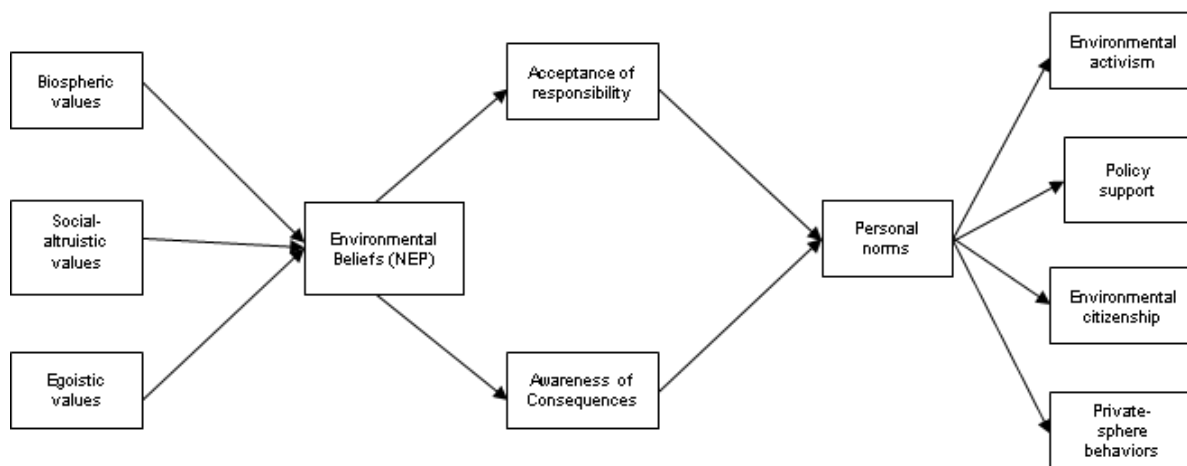 Biospheric
values
Social-
altruistic
values
Egoistic
values
Environmental
Beliefs (NEP)
Acceptance of
responsibility
Awareness of
Consequences
Personal
norms
Environmental
activism
Policy
support
Environmental
citizenship
Private-
sphere
behaviors